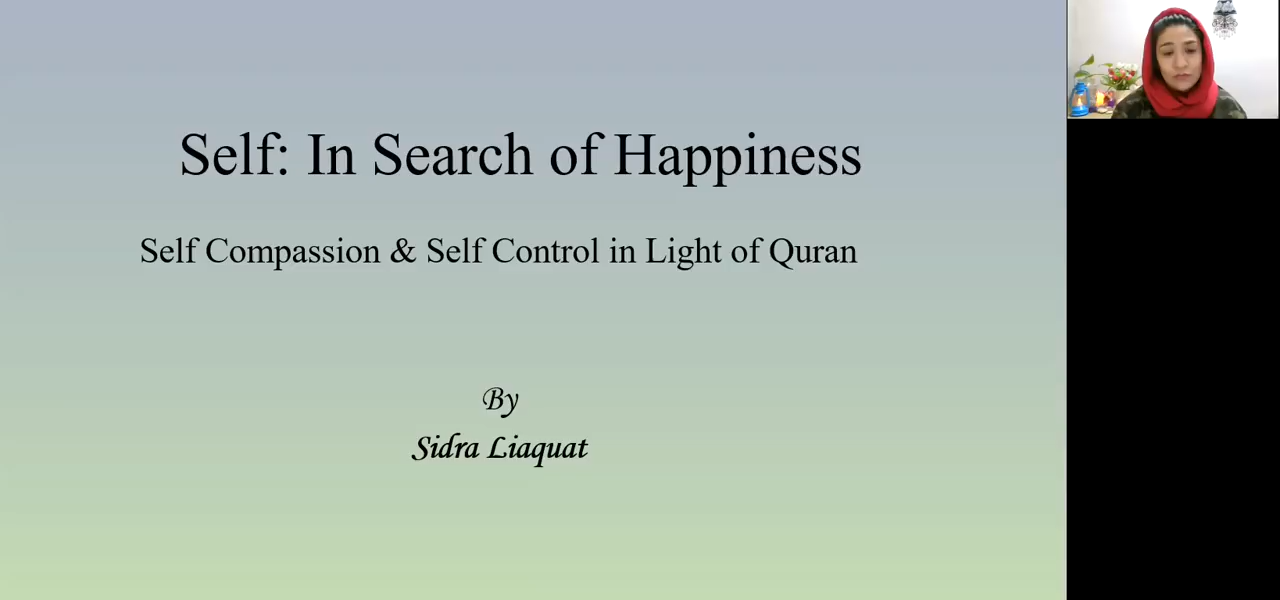 Self: In Search of Happiness
Self Compassion & Self Control in Light of Quran
By
Sidra Liaquat